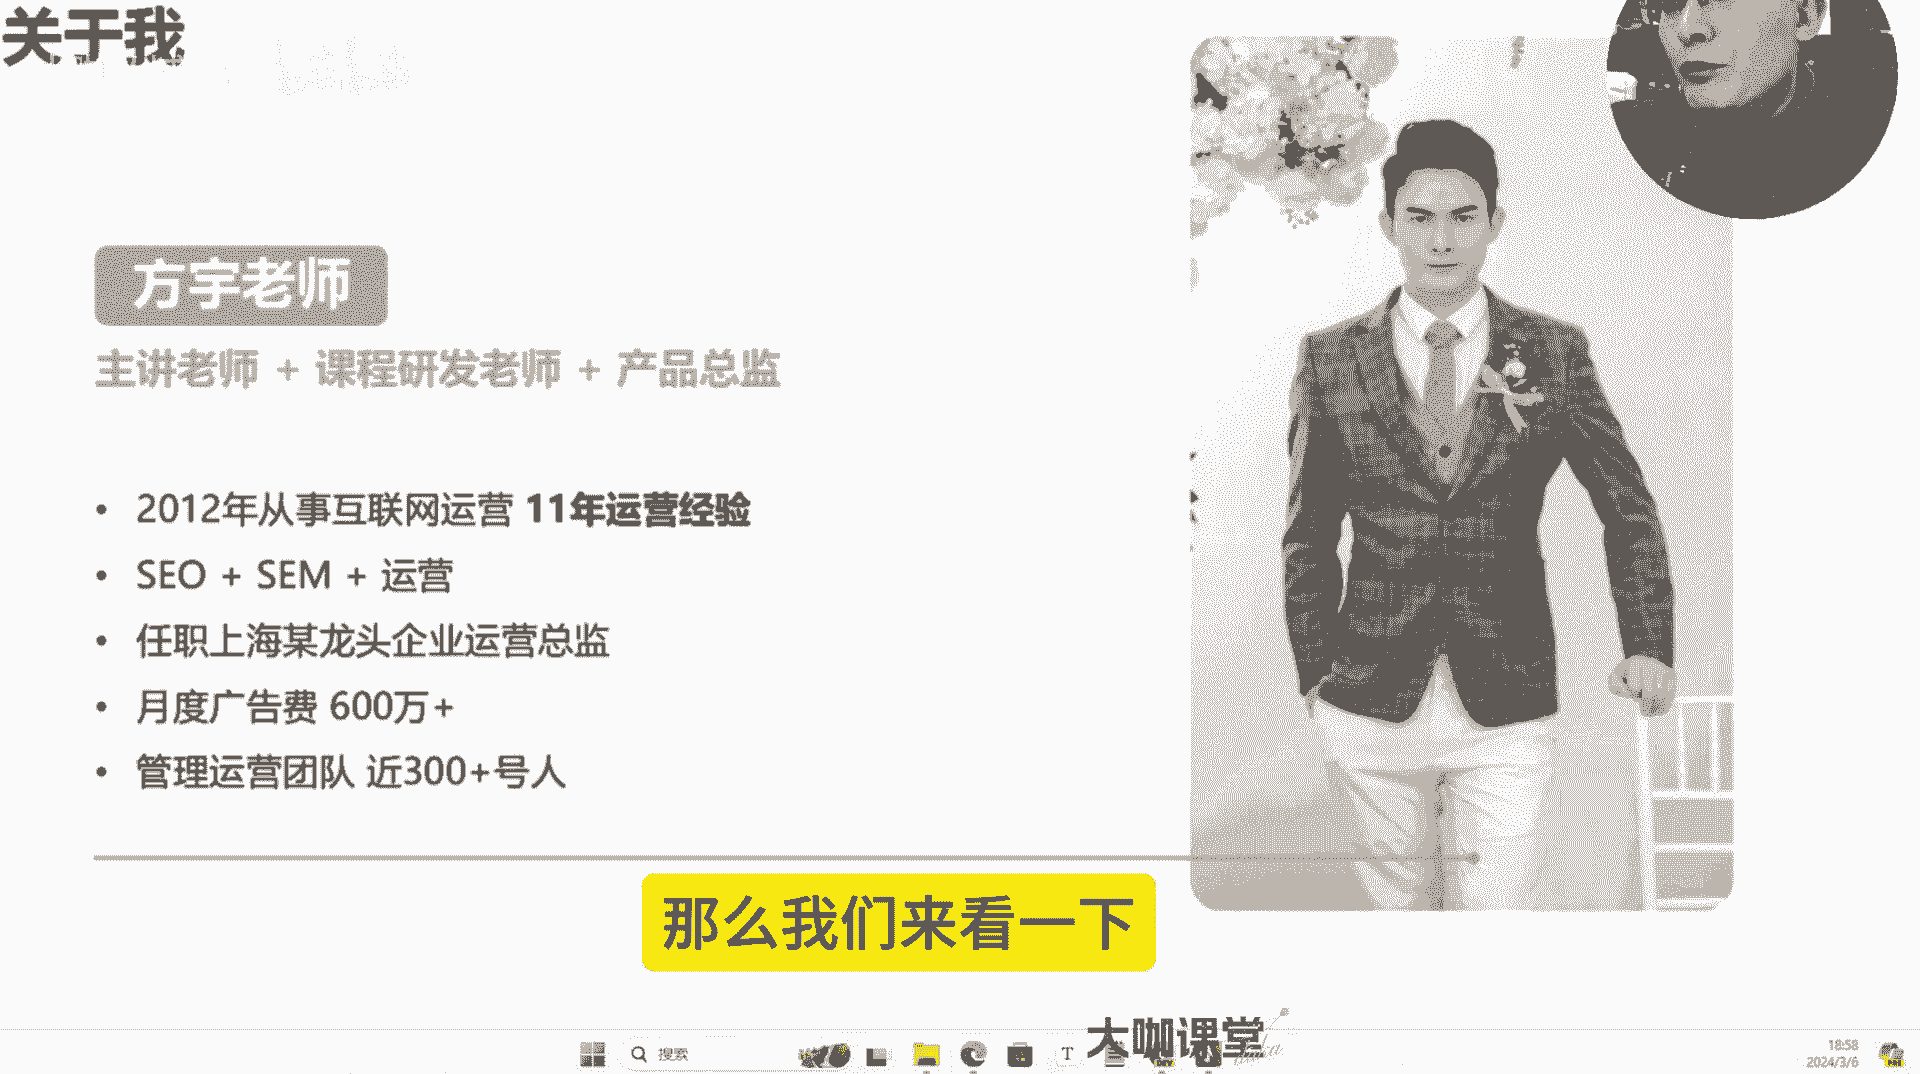 关于我
方宇老师
主讲老师 + 课程研发老师 + 产品总监
• 2012年从事互联网运营 11年运营经验
• SEO + SEM + 运营
• 任职上海某龙头企业运营总监
• 月度广告费 600万+
• 管理运营团队 近300+号人
那么我们来看一下
大咖课堂
搜索
18:58
2024/3/6